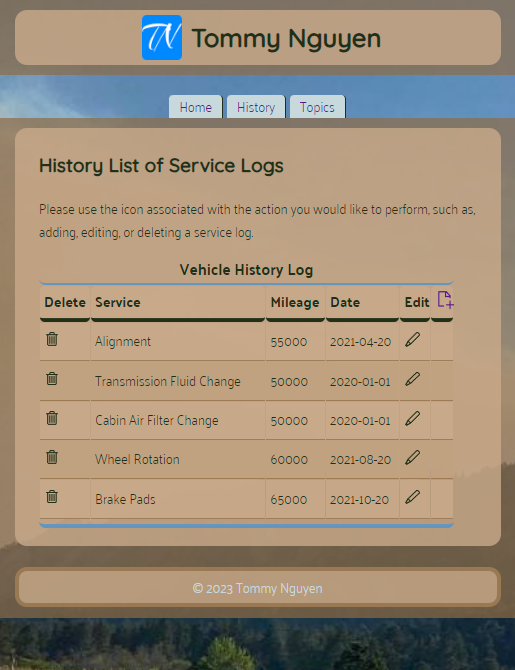 TN Tommy Nguyen
Home History Topics
History List of Service Logs
Please use the icon associated with the action you would like to perform, such as,
adding, editing, or deleting a service log.
Vehicle History Log
Delete Service Mileage Date Edit
Alignment 55000 2021-04-20
Transmission Fluid Change 50000 2020-01-01
Cabin Air Filter Change 50000 2020-01-01
Wheel Rotation 60000 2021-08-20
Brake Pads 65000 2021-10-20
© 2023 Tommy Nguyen